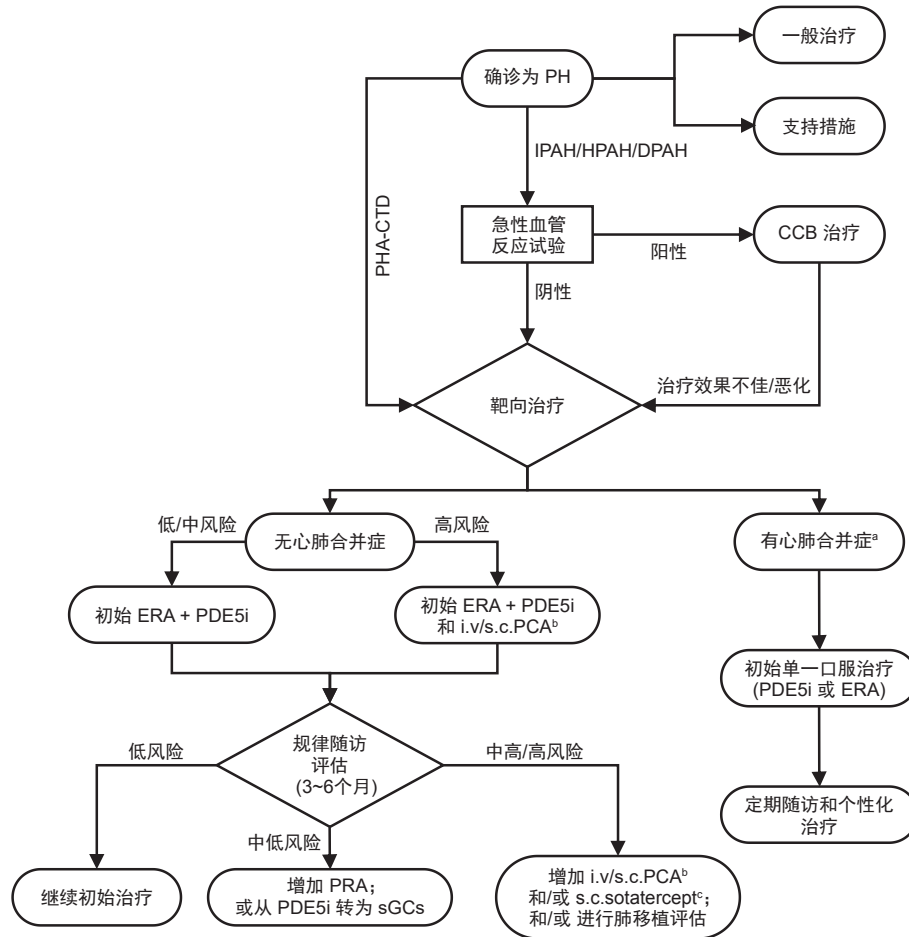 一般治疗
确诊为 PH
支持措施
IPAH/HPAH/DPAH
PHA-CTD
急性血管
反应试验
阳性
CCB 治疗
阴性
靶向治疗
治疗效果不佳/恶化
低/中风险
无心肺合并症
高风险
有心肺合并症a
初始 ERA + PDE5i
初始 ERA + PDE5i
和 i.v/s.c.PCAb
初始单一口服治疗
(PDE5i 或 ERA)
低风险
规律随访
评估
(3~6个月)
中高/高风险
定期随访和个性化
治疗
中低风险
继续初始治疗
增加 PRA；
或从 PDE5i 转为 sGCs
增加 i.v/s.c.PCAb
和/或 s.c.sotaterceptc；
和/或 进行肺移植评估